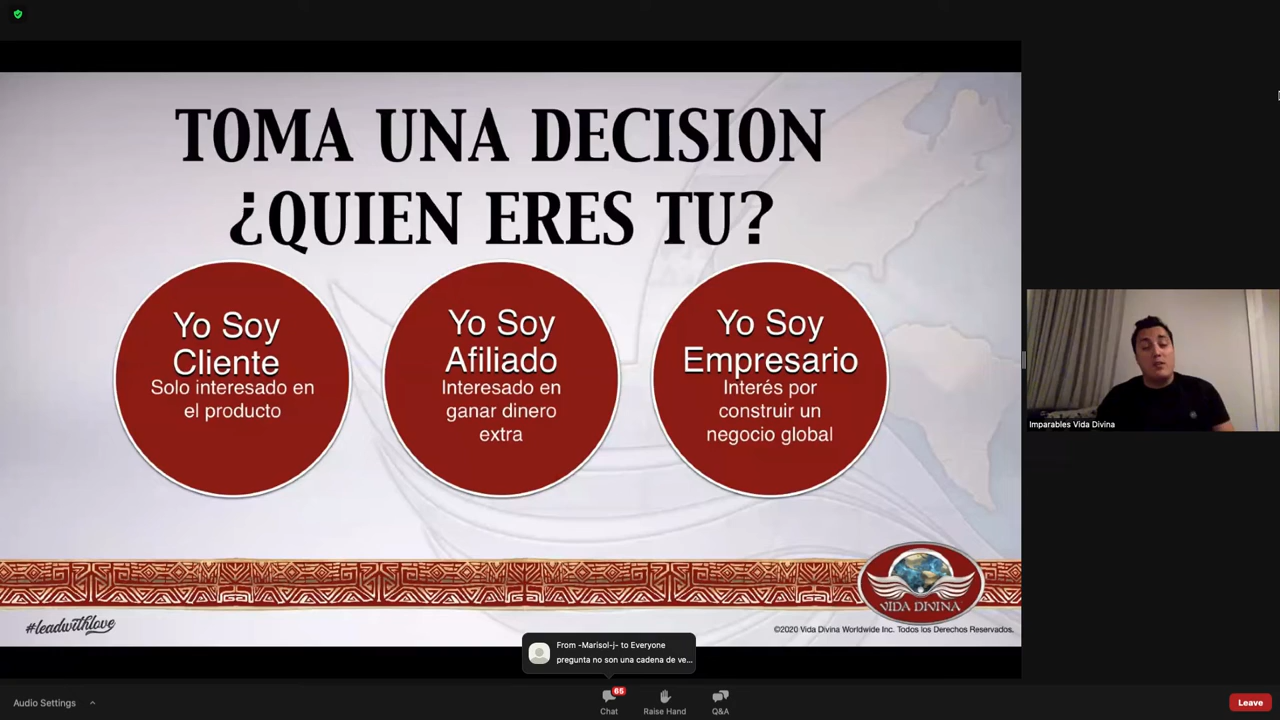 TOMA UNA DECISION
¿QUIEN ERES TU?
Yo Soy
Cliente
Solo interesado en
el producto
Yo Soy
Afiliado
Interesado en
ganar dinero
extra
Yo Soy
Empresario
Interés por
construir un
negocio global
Imparables Vida Divina
VIDA DIVINA
#leadwithlove
©2020 Vida Divina Worldwide Inc. Todos los Derechos Reservados.
From -Marisol-j- to Everyone
pregunta no son una cadena de ve...
Audio Settings
65
Chat
Raise Hand
Q&A
Leave